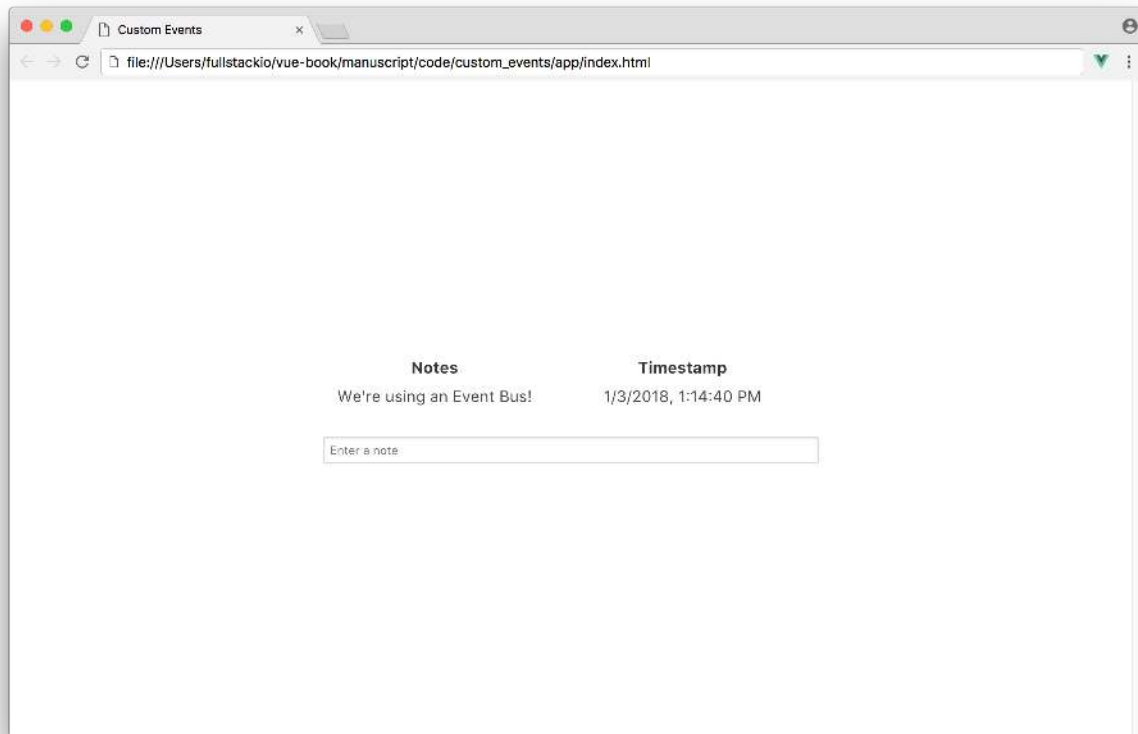 Custom Events
file:///Users/fullstackio/vue-book/manuscript/code/custom_events/app/index.html
Notes Timestamp
We're using an Event Bus! 1/3/2018, 1:14:40 PM
Enter a note